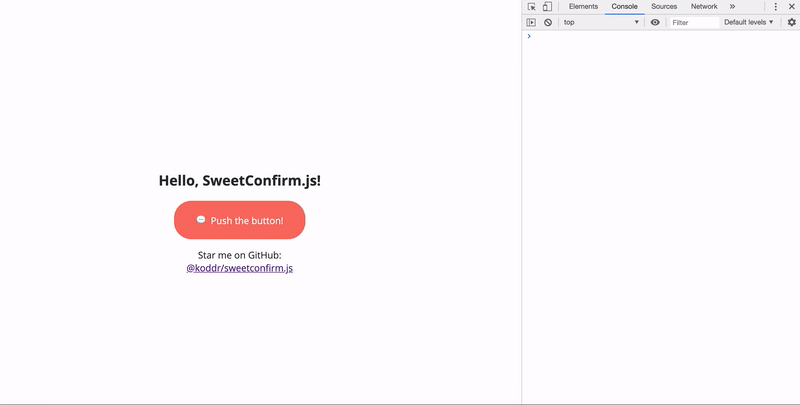 Elements Console Sources Network »
top Filter Default levels
Hello, SweetConfirm.js!
Push the button!
Star me on GitHub:
@koddr/sweetconfirm.js